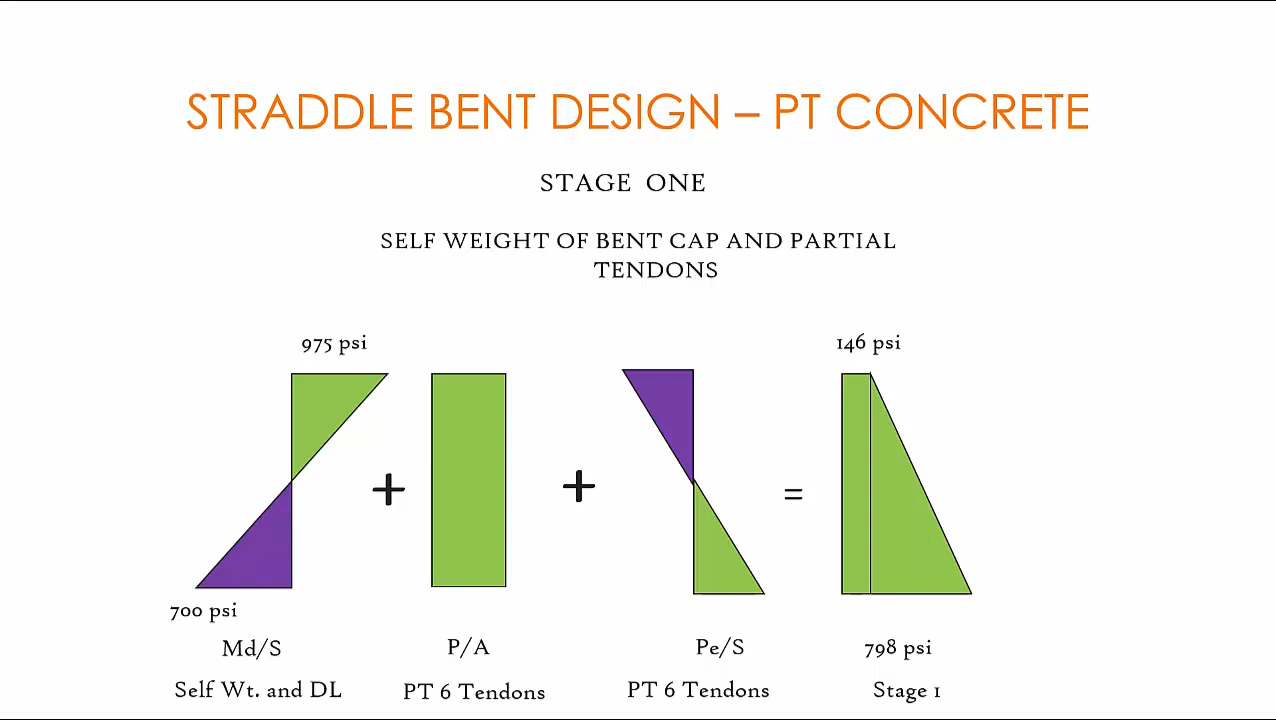 STRADDLE BENT DESIGN – PT CONCRETE
STAGE ONE
SELF WEIGHT OF BENT CAP AND PARTIAL
TENDONS
975 psi
146 psi
+
+
=
700 psi
Md/S
P/A
Pe/S
798 psi
Self Wt. and DL
PT 6 Tendons
PT 6 Tendons
Stage 1